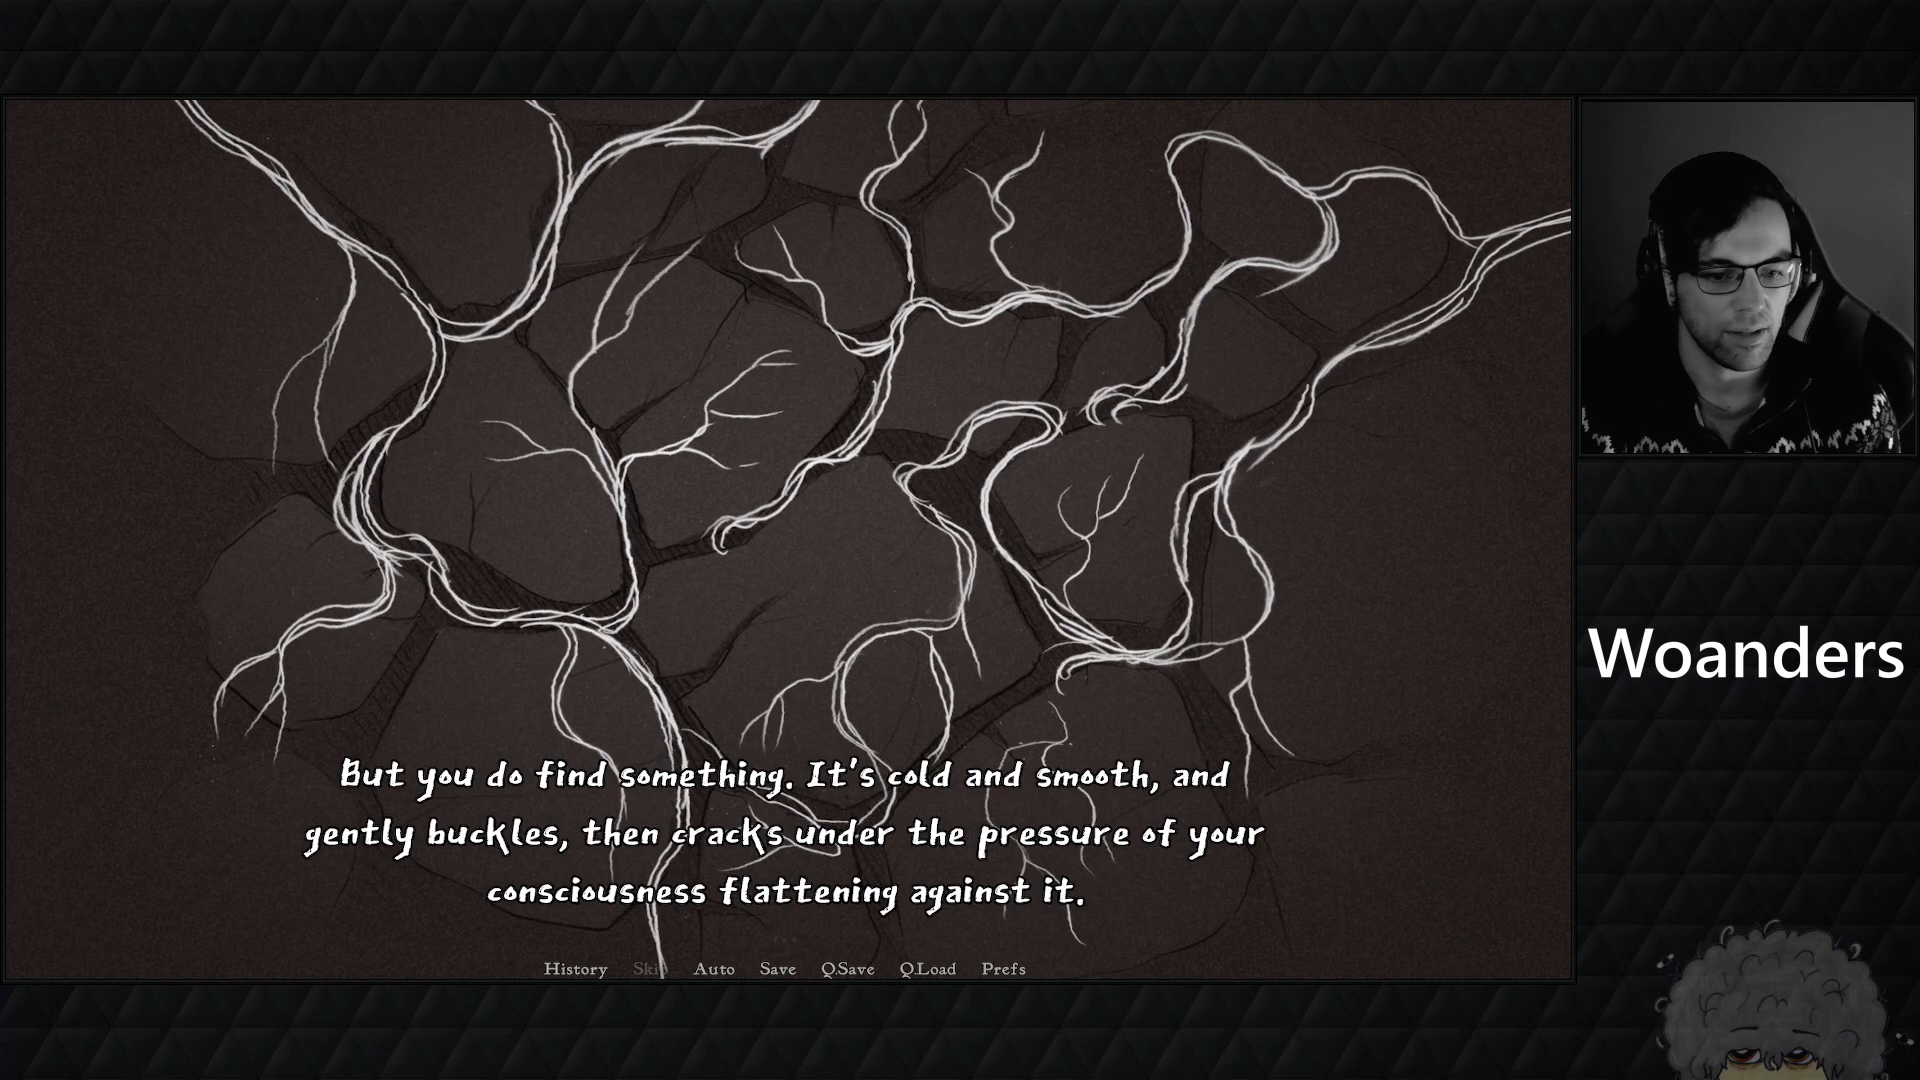 But you do find something. It's cold and smooth, and
gently buckles, then cracks under the pressure of your
consciousness flattening against it.
History Skip Auto Save Q.Save Q.Load Prefs
Woanders